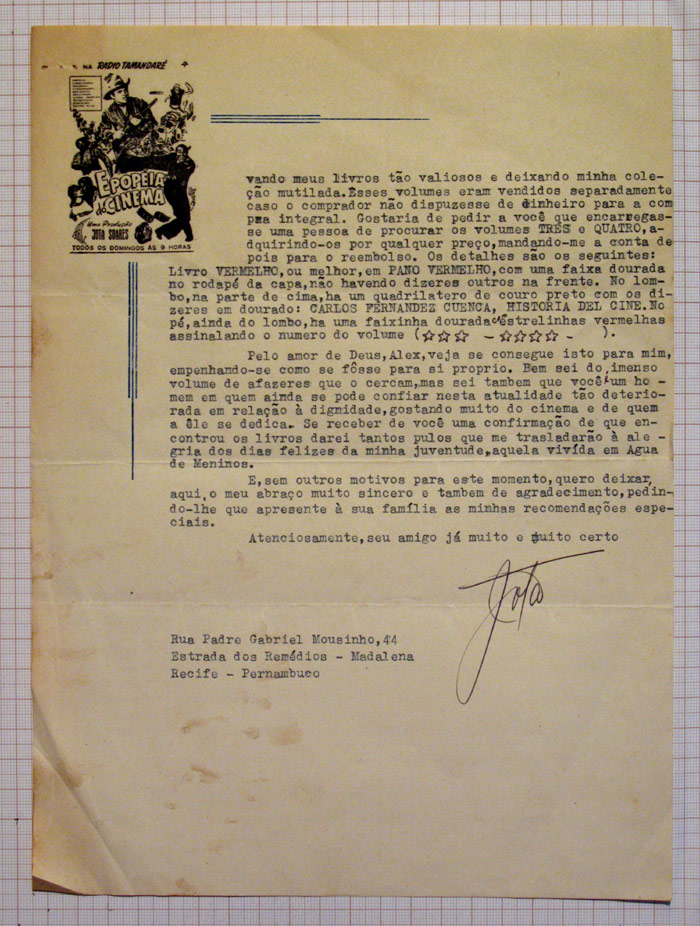 NA RADIO TAMANDARÉ
EPOPEIA
do CINEMA
Uma Produção
JOTA SOARES
TODOS OS DOMINGOS ÀS 9 HORAS
vando meus livros tão valiosos e deixando minha cole-
ção mutilada.Esses volumes eram vendidos separadamente
caso o comprador não dispuzesse de dinheiro para a com
pra integral. Gostaria de pedir a você que encarregas-
se uma pessoa de procurar os volumes TRES e QUATRO,a-
dquirindo-os por qualquer preço,mandando-me a conta de
pois para o reembolso. Os detalhes são os seguintes:
Livro VERMELHO,ou melhor,em PANO VERMELHO,com uma faixa dourada
no rodapé da capa,não havendo dizeres outros na frente. No lom-
bo,na parte de cima,ha um quadrilatero de couro preto com os di-
zeres em dourado: CARLOS FERNANDEZ CUENCA, HISTORIA DEL CINE.No
pé,ainda do lombo,ha uma faixinha dourada e estrelinhas vermelhas
assinalando o numero do volume (☆☆☆ - ☆☆☆☆ - ).
Pelo amor de Deus,Alex,veja se consegue isto para mim,
empenhando-se como se fôsse para si proprio. Bem sei do imenso
volume de afazeres que o cercam,mas sei tambem que você é um ho-
mem em quem ainda se pode confiar nesta atualidade tão deterio-
rada em relação à dignidade,gostando muito do cinema e de quem
a êle se dedica. Se receber de você uma confirmação de que en-
controu os livros darei tantos pulos que me trasladarão à ale-
gria dos dias felizes da minha juventude,aquela vivída em Agua
de Meninos.
E,sem outros motivos para este momento,quero deixar,
aqui,o meu abraço muito sincero e tambem de agradecimento,pedin-
do-lhe que apresente à sua família as minhas recomendações espe-
ciais.
Atenciosamente,seu amigo já muito e muito certo
Jota
Rua Padre Gabriel Mousinho,44
Estrada dos Remédios - Madalena
Recife - Pernambuco